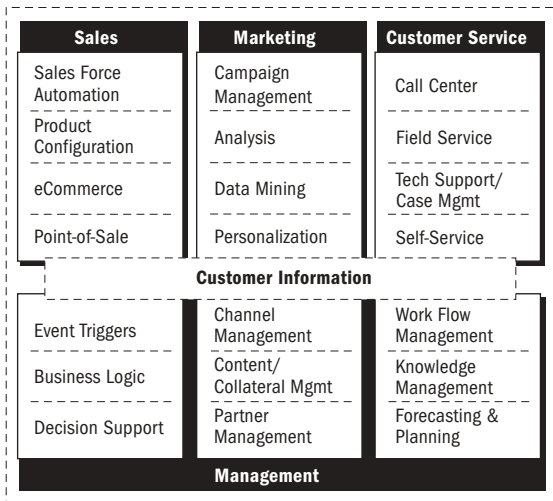 Sales
Sales Force
Automation
Product
Configuration
eCommerce
Point-of-Sale
Marketing
Campaign
Management
Analysis
Data Mining
Personalization
Customer Service
Call Center
Field Service
Tech Support/
Case Mgmt
Self-Service
Customer Information
Event Triggers
Business Logic
Decision Support
Channel
Management
Content/
Collateral Mgmt
Partner
Management
Work Flow
Management
Knowledge
Management
Forecasting &
Planning
Management